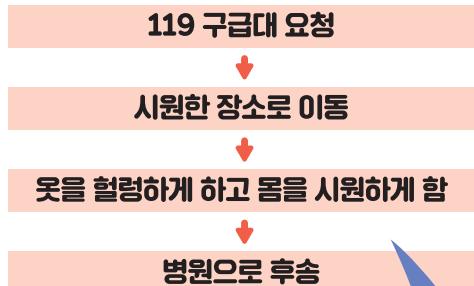 119 구급대 요청
시원한 장소로 이동
옷을 헐렁하게 하고 몸을 시원하게 함
병원으로 후송